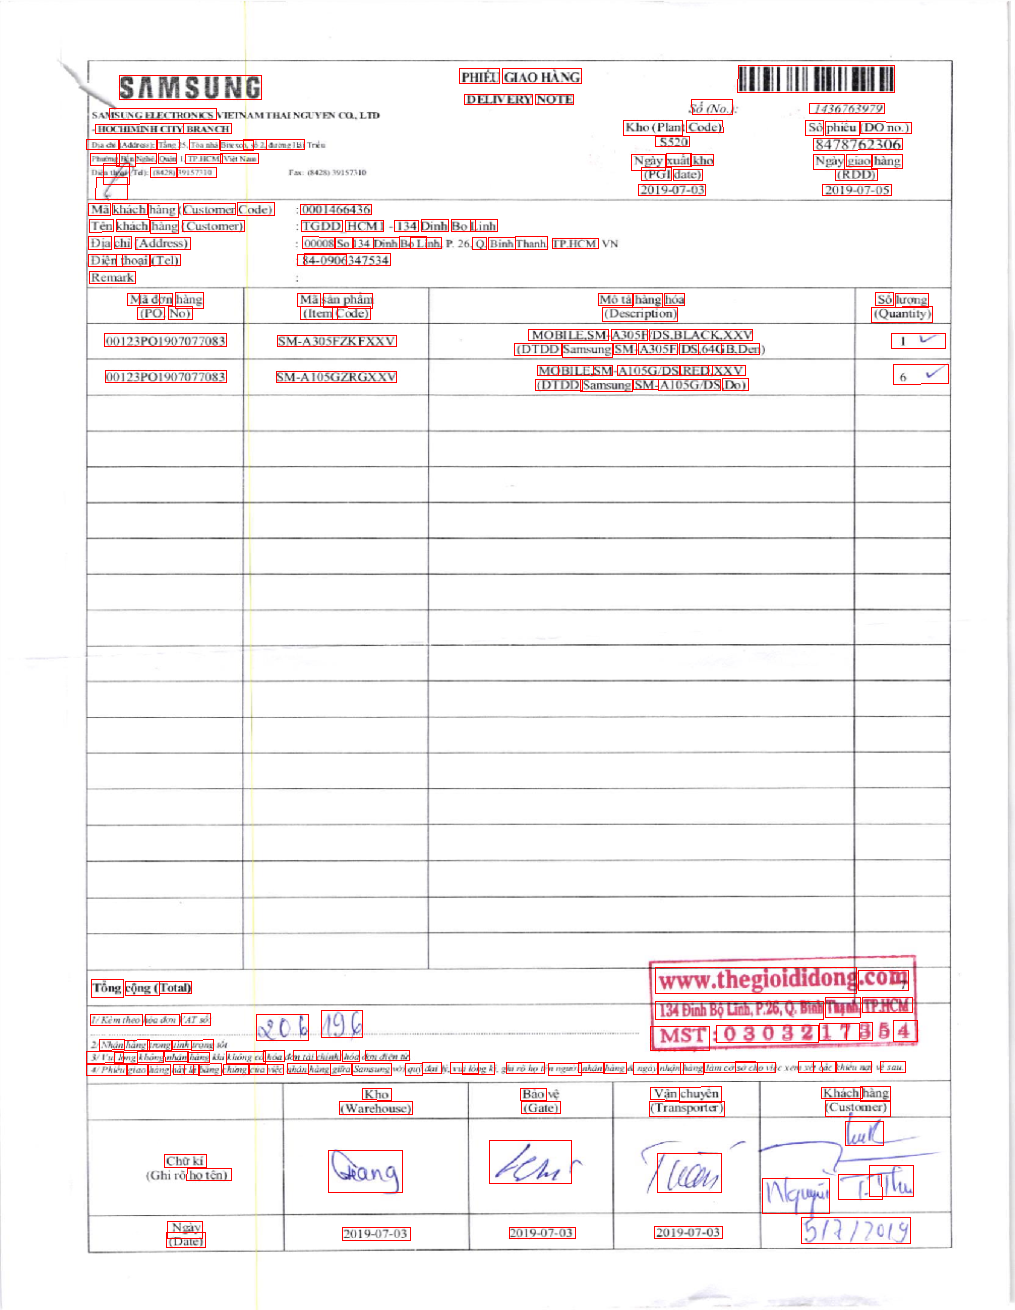 SAMSUNG
PHIẾU GIAO HÀNG
DELIVERY NOTE
Số (No.): 1436763979
SAMSUNG ELECTRONICS VIETNAM THAI NGUYEN CO., LTD
- HOCHIMINH CITY BRANCH
Kho (Plant Code) Số phiếu (DO no.)
S520 8478762306
Địa chỉ (Address): Tầng 25, Tòa nhà Bitexco, số 2, đường Hải Triều
Phường Bến Nghé, Quận 1, TP.HCM, Việt Nam
Điện thoại (Tel): (8428) 39157310 Fax: (8428) 39157310
Ngày xuất kho Ngày giao hàng
(PGI date) (RDD)
2019-07-03 2019-07-05
Mã khách hàng (Customer Code) : 0001466436
Tên khách hàng (Customer) : TGDD_HCM1 - 134 Dinh Bo Linh
Địa chỉ (Address) : 00008 So 134 Dinh Bo Linh, P. 26, Q. Binh Thanh, TP.HCM, VN
Điện thoại (Tel) : 84-0906347534
Remark :
Mã đơn hàng Mã sản phẩm Mô tả hàng hóa Số lượng
(PO No) (Item Code) (Description) (Quantity)
00123PO1907077083 SM-A305FZKFXXV MOBILE,SM-A305F/DS,BLACK,XXV 1
(DTDD Samsung SM-A305F/DS,64GB,Den)
00123PO1907077083 SM-A105GZRGXXV MOBILE,SM-A105G/DS,RED,XXV 6
(DTDD Samsung SM-A105G/DS Do)
Tổng cộng (Total)
www.thegioididong.com
134 Đinh Bộ Lĩnh, P.26, Q. Bình Thạnh, TP.HCM
MST: 0303217354
1/ Kèm theo hóa đơn VAT số
206 196
2/ Nhận hàng trong tình trạng tốt
3/ Vui lòng không nhận hàng khi không có hóa đơn tài chính, hóa đơn điện tử
4/ Phiếu giao hàng này là bằng chứng của việc nhận hàng giữa Samsung với quý đại lý, vui lòng ký, ghi rõ họ tên người nhận hàng & ngày nhận hàng làm cơ sở cho việc xem xét các khiếu nại về sau.
Kho Bảo vệ Vận chuyển Khách hàng
(Warehouse) (Gate) (Transporter) (Customer)
Chữ kí
(Ghi rõ họ tên)
Giang Tuấn Nguyễn T. Thu
Ngày
(Date)
2019-07-03 2019-07-03 2019-07-03 5/7/2019